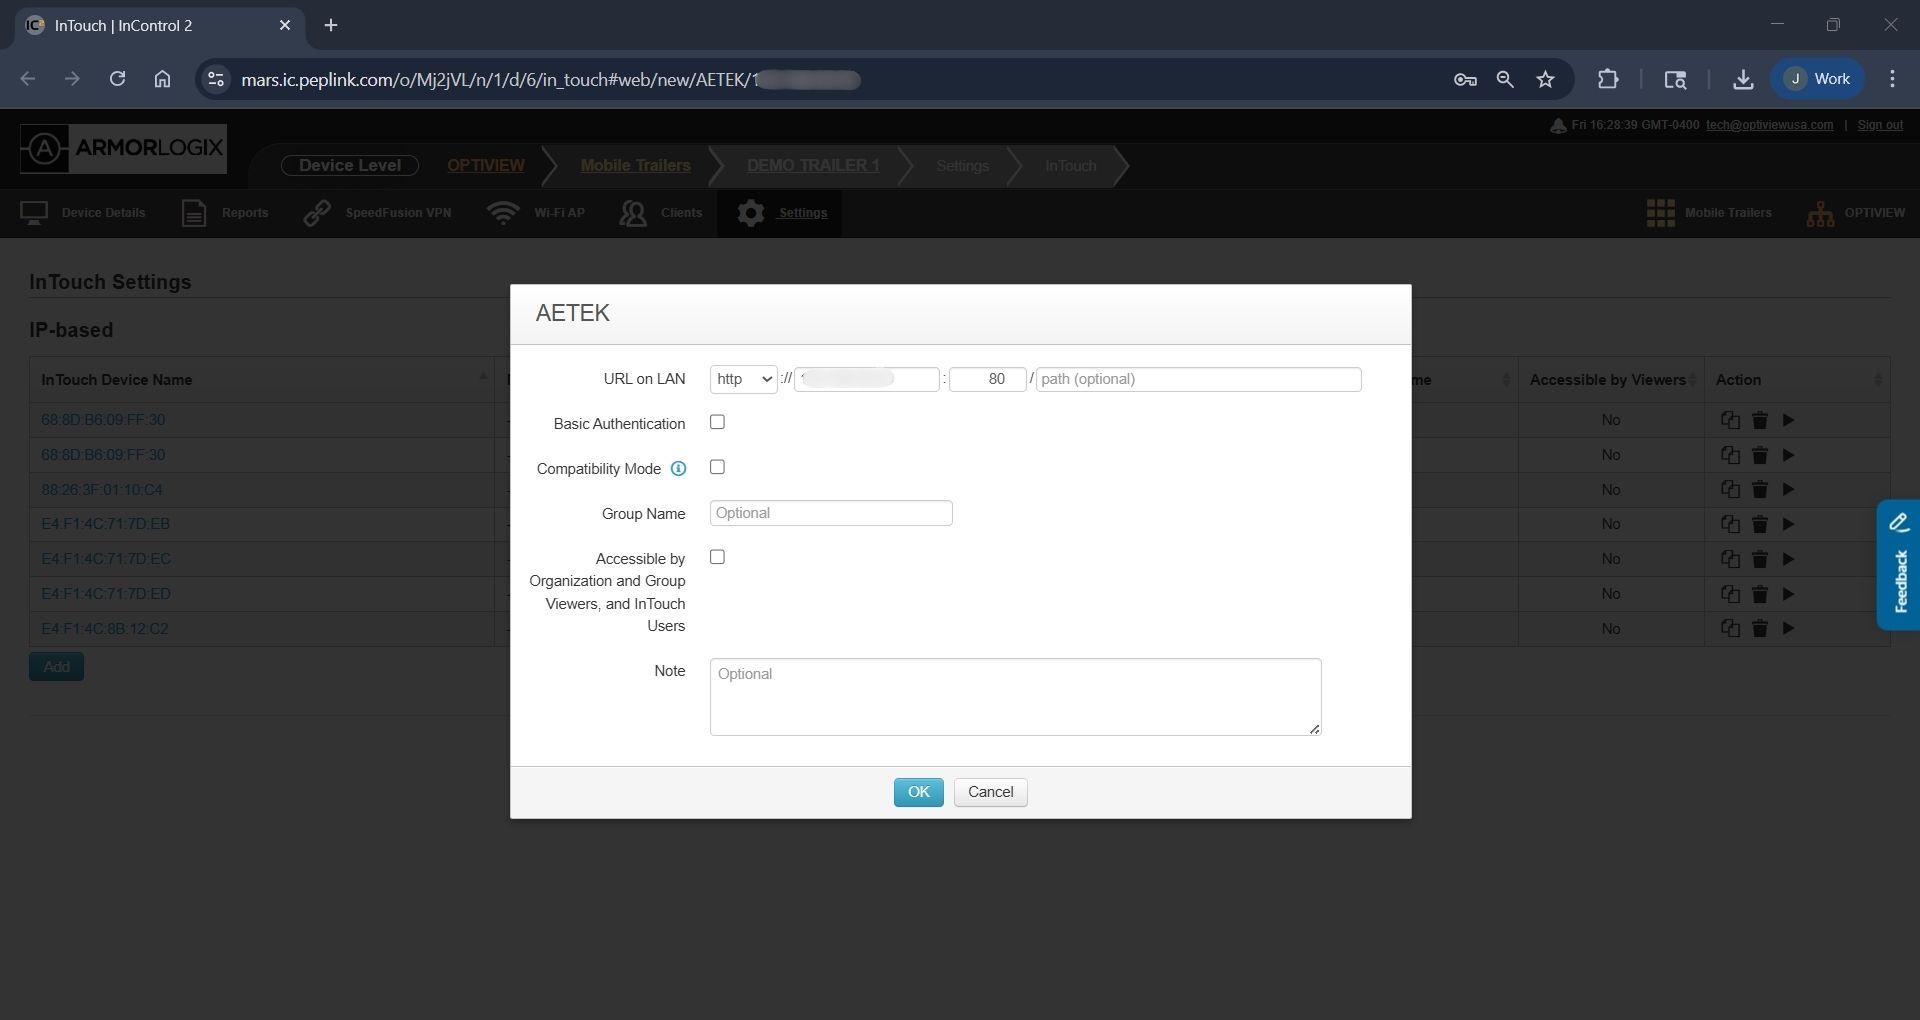 InTouch | InControl 2
mars.ic.peplink.com/o/Mj2jVL/n/1/d/6/in_touch#web/new/AETEK/1
J Work
Fri 16:28:39 GMT-0400 tech@optiviewusa.com | Sign out
ARMORLOGIX
Device Level OPTIVIEW Mobile Trailers DEMO TRAILER 1 Settings InTouch
Device Details Reports SpeedFusion VPN Wi-Fi AP Clients Settings Mobile Trailers OPTIVIEW
InTouch Settings
IP-based
InTouch Device Name me Accessible by Viewers Action
68:8D:B6:09:FF:30 No
68:8D:B6:09:FF:30 No
88:26:3F:01:10:C4 No
E4:F1:4C:71:7D:EB No
E4:F1:4C:71:7D:EC No
E4:F1:4C:71:7D:ED No
E4:F1:4C:8B:12:C2 No
Add
AETEK
URL on LAN http :// : 80 / path (optional)
Basic Authentication
Compatibility Mode
Group Name Optional
Accessible by
Organization and Group
Viewers, and InTouch
Users
Note Optional
OK Cancel
Feedback